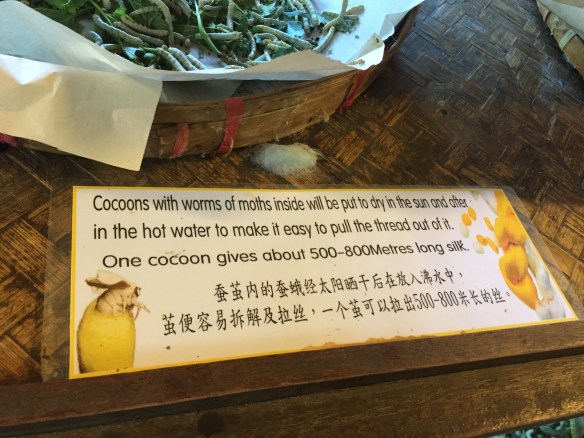 Cocoons with worms of moths inside will be put to dry in the sun and after
in the hot water to make it easy to pull the thread out of it.
One cocoon gives about 500-800Metres long silk.
蚕茧内的蚕蛾经太阳晒干后在放入沸水中，
茧便容易拆解及拉丝，一个茧可以拉出500-800米长的丝。